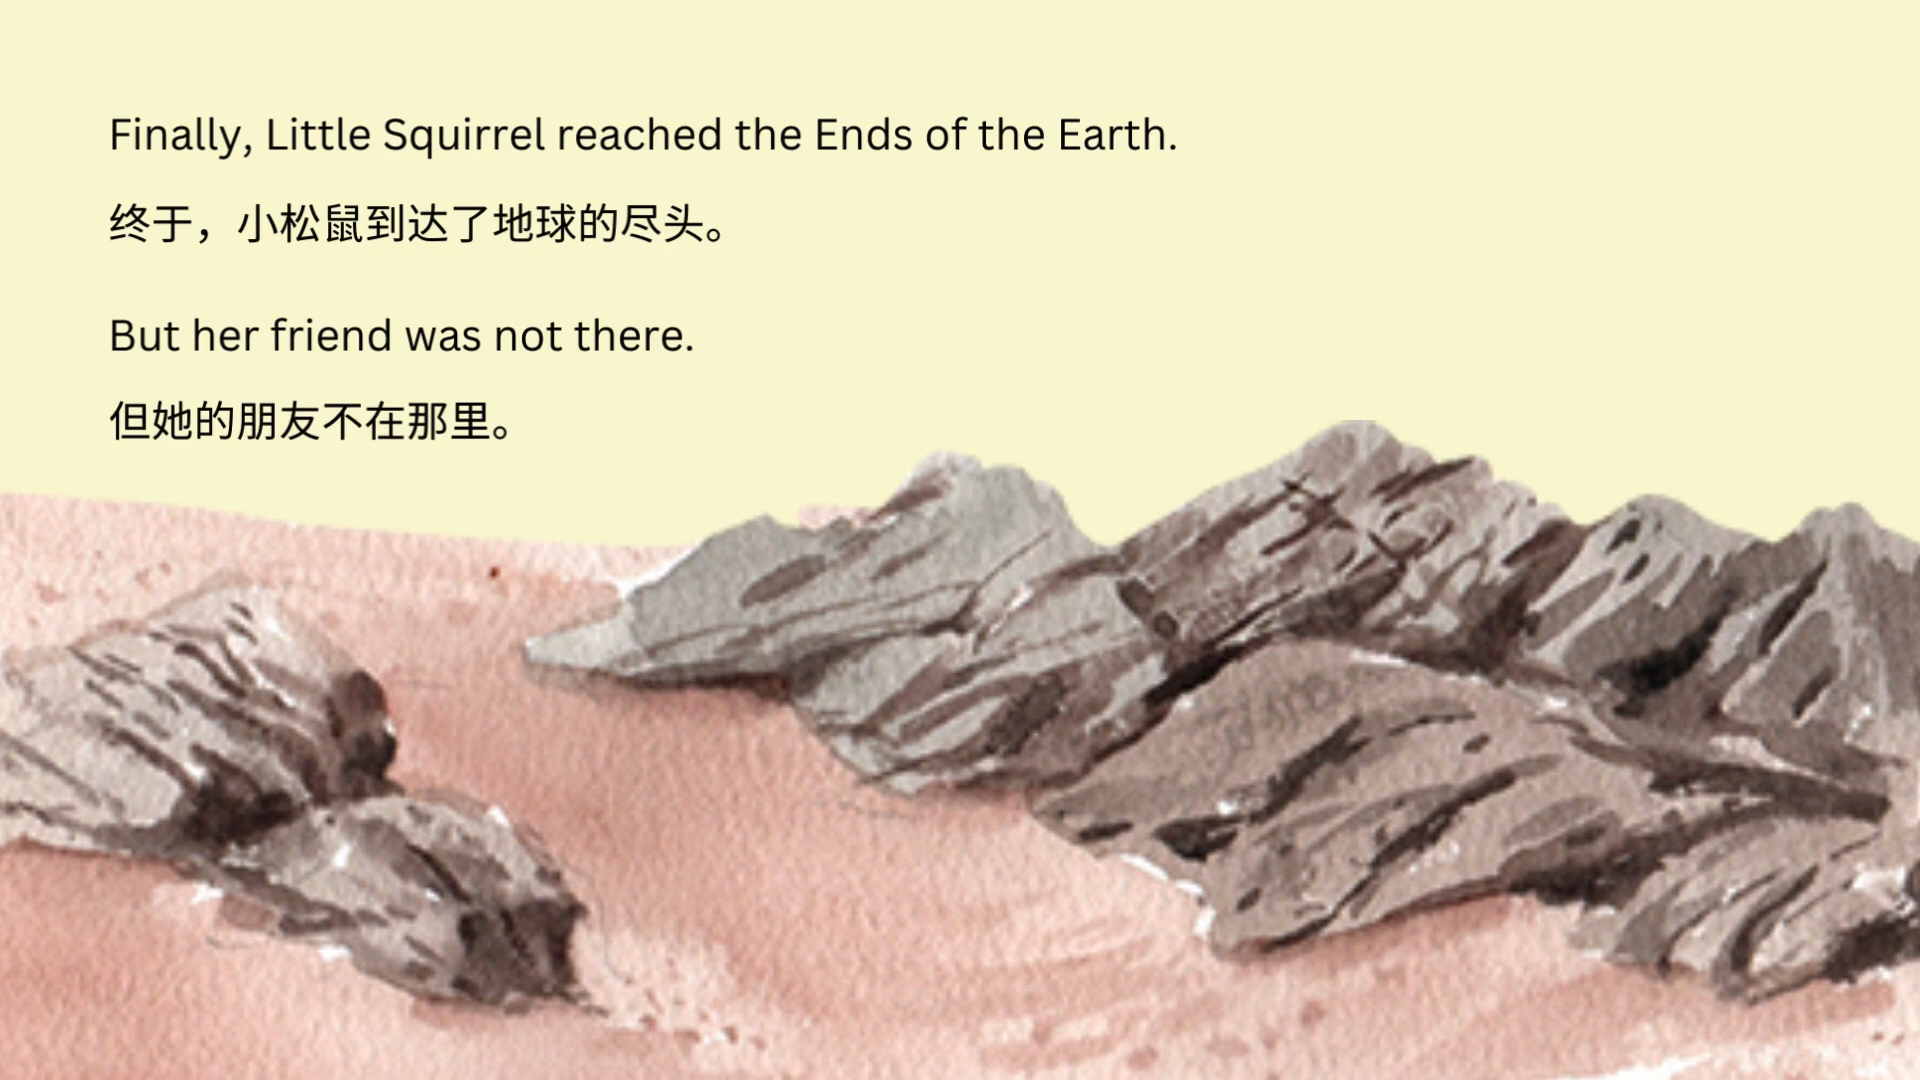 Finally, Little Squirrel reached the Ends of the Earth.
终于，小松鼠到达了地球的尽头。
But her friend was not there.
但她的朋友不在那里。